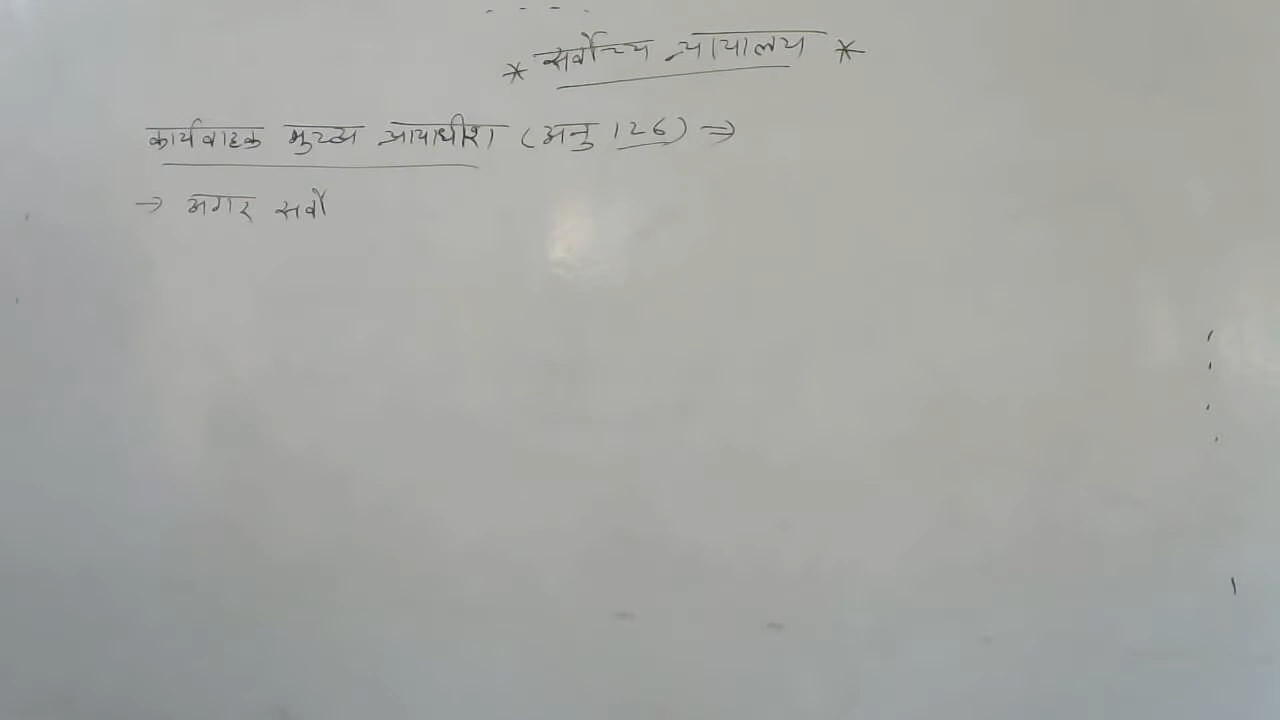 * सर्वोच्च न्यायालय *
कार्यवाहक मुख्य न्यायाधीश (अनु 126) ⇒
→ अगर सर्वो